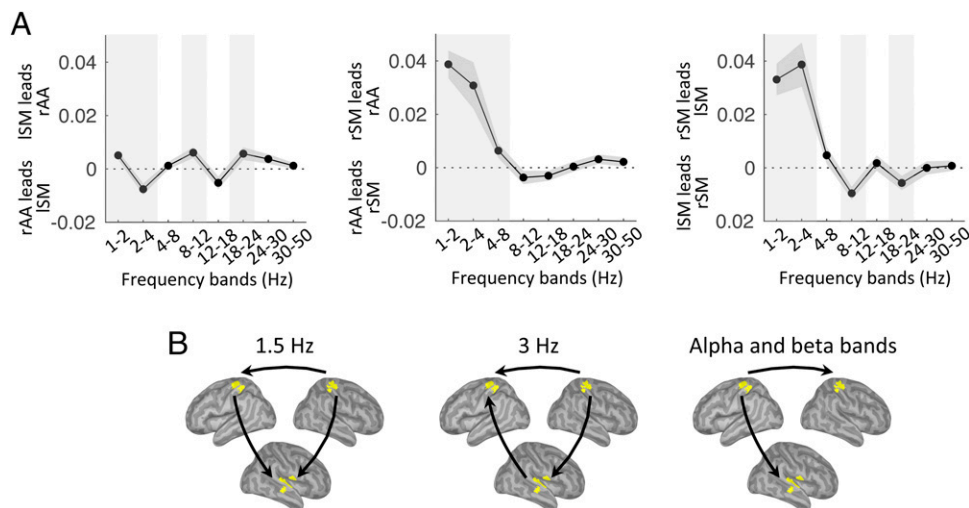 A
lSM leads
rAA
rAA leads
lSM
0.04
0.02
0
-0.02
1-2
2-4
4-8
8-12
12-18
18-24
24-30
30-50
Frequency bands (Hz)
rSM leads
rAA
rAA leads
rSM
0.04
0.02
0
0.02
1-2
2-4
4-8
8-12
12-18
18-24
24-30
30-50
Frequency bands (Hz)
rSM leads
lSM
lSM leads
rSM
0.04
0.02
0
0.02
1-2
2-4
4-8
8-12
12-18
18-24
24-30
30-50
Frequency bands (Hz)
B
1.5 Hz
3 Hz
Alpha and beta bands